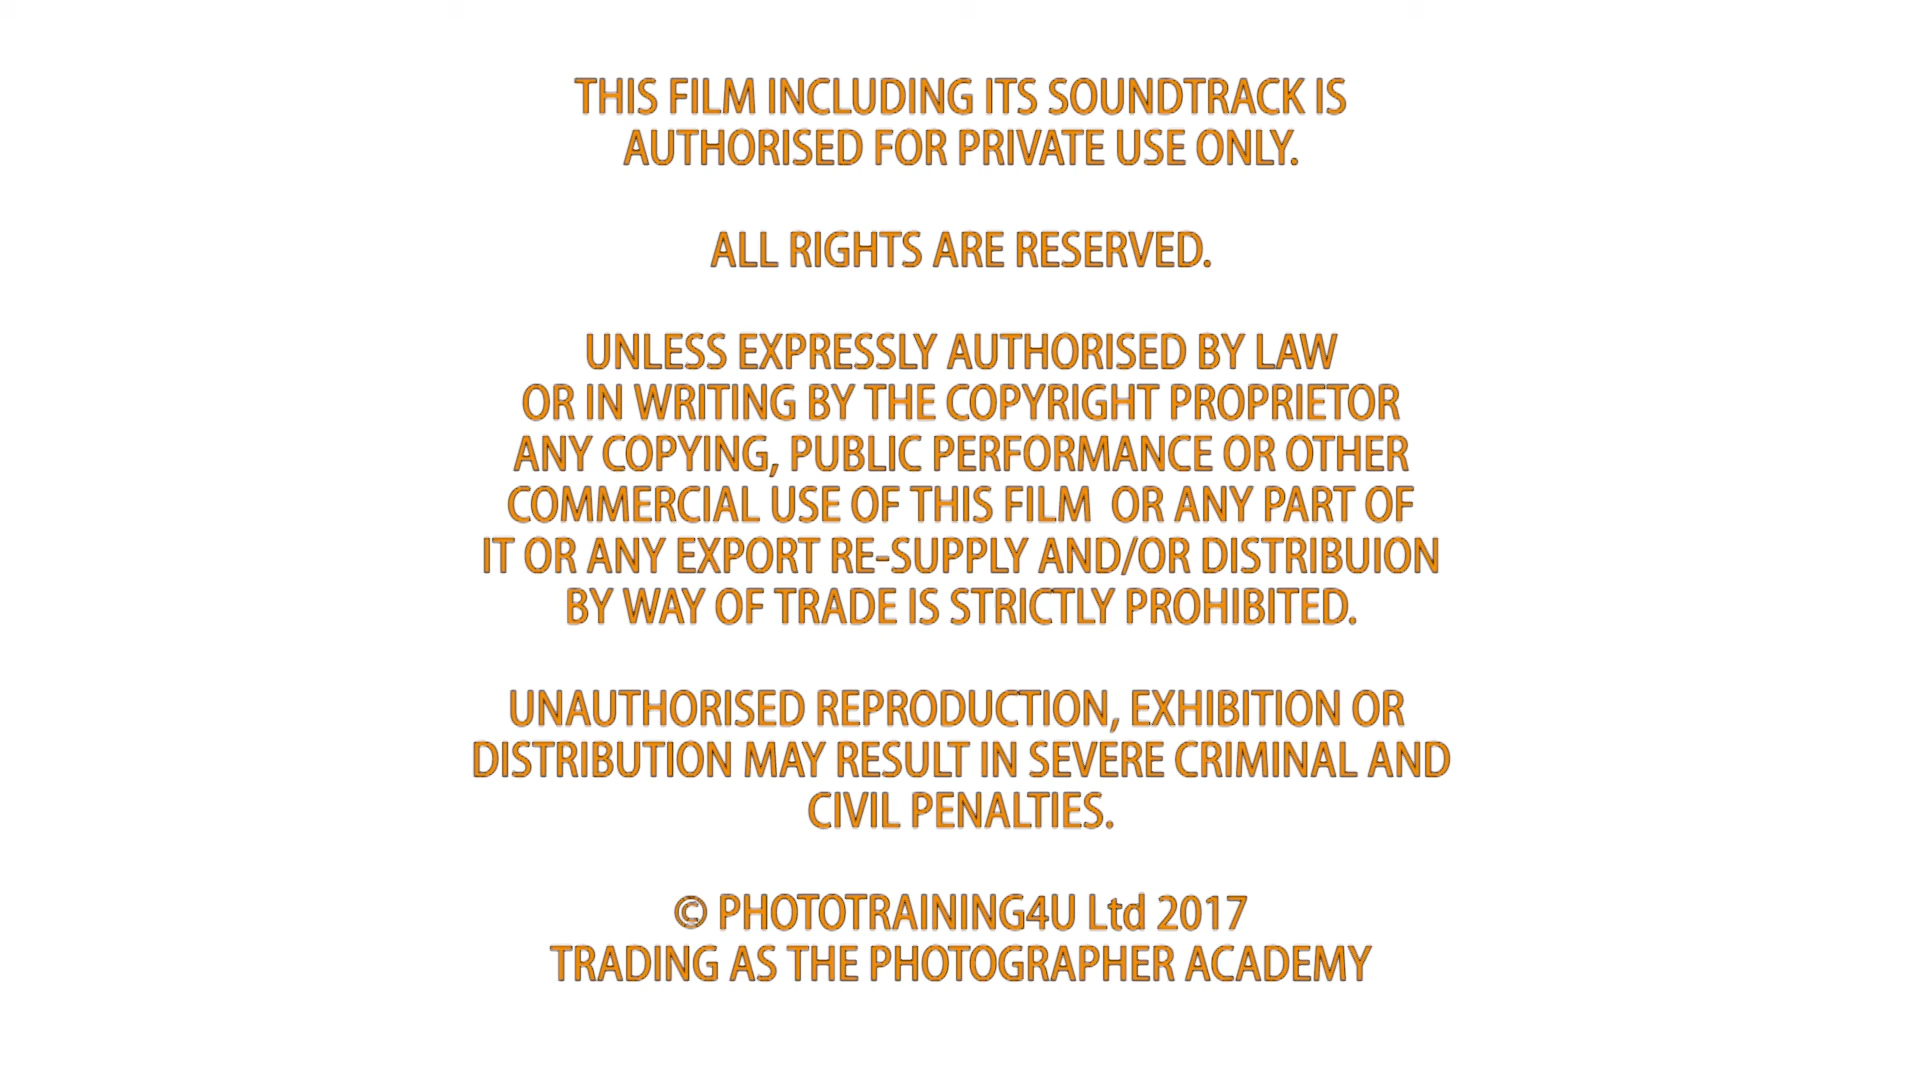 THIS FILM INCLUDING ITS SOUNDTRACK IS
AUTHORISED FOR PRIVATE USE ONLY.
ALL RIGHTS ARE RESERVED.
UNLESS EXPRESSLY AUTHORISED BY LAW
OR IN WRITING BY THE COPYRIGHT PROPRIETOR
ANY COPYING, PUBLIC PERFORMANCE OR OTHER
COMMERCIAL USE OF THIS FILM  OR ANY PART OF
IT OR ANY EXPORT RE-SUPPLY AND/OR DISTRIBUION
BY WAY OF TRADE IS STRICTLY PROHIBITED.
UNAUTHORISED REPRODUCTION, EXHIBITION OR
DISTRIBUTION MAY RESULT IN SEVERE CRIMINAL AND
CIVIL PENALTIES.
© PHOTOTRAINING4U Ltd 2017
TRADING AS THE PHOTOGRAPHER ACADEMY